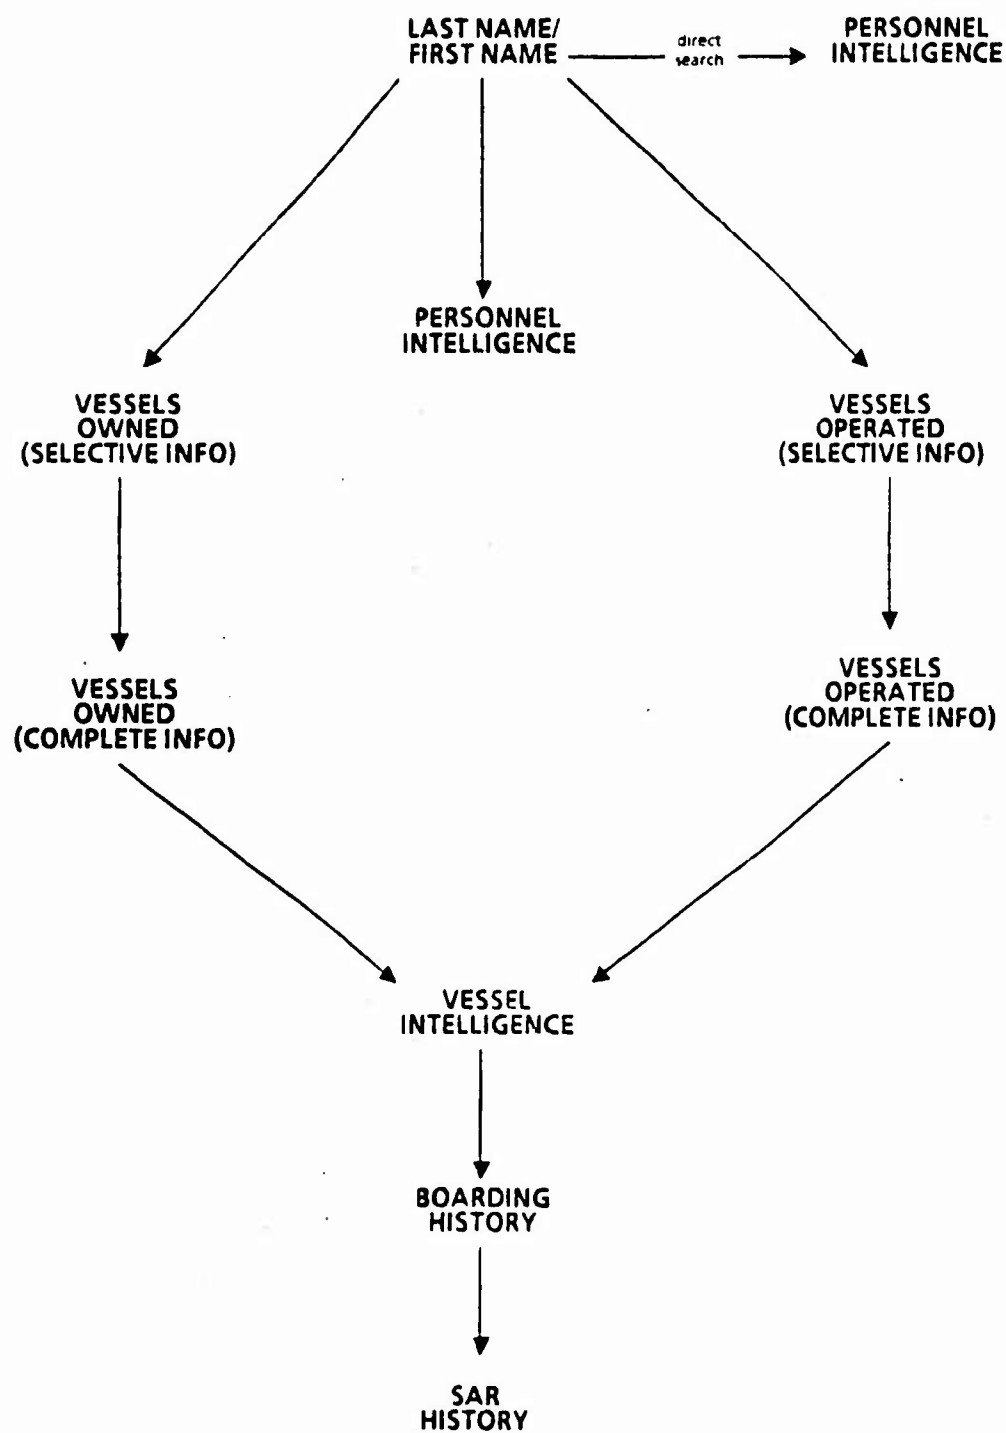 LAST NAME/
FIRST NAME
direct
search
PERSONNEL
INTELLIGENCE
PERSONNEL
INTELLIGENCE
VESSELS
OWNED
(SELECTIVE INFO)
VESSELS
OPERATED
(SELECTIVE INFO)
VESSELS
OWNED
(COMPLETE INFO)
VESSELS
OPERATED
(COMPLETE INFO)
VESSEL
INTELLIGENCE
BOARDING
HISTORY
SAR
HISTORY